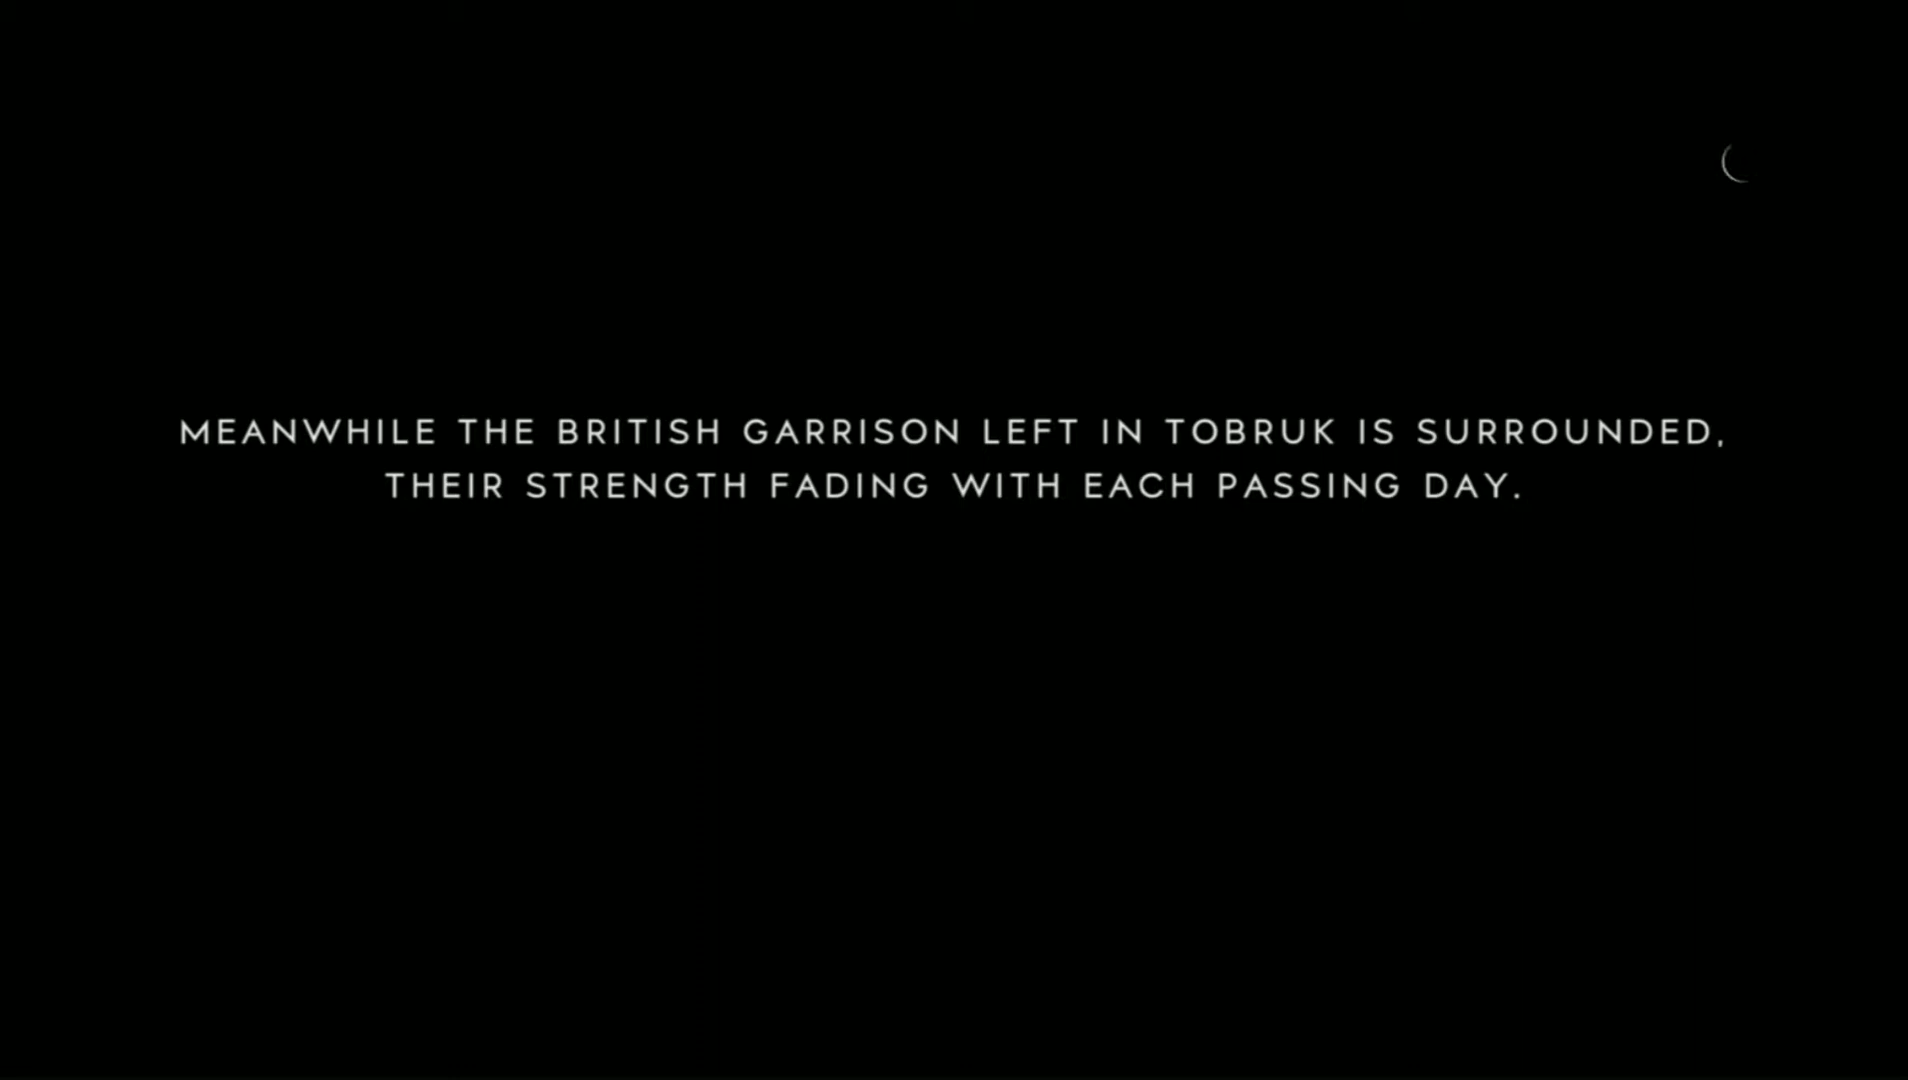 MEANWHILE THE BRITISH GARRISON LEFT IN TOBRUK IS SURROUNDED,
THEIR STRENGTH FADING WITH EACH PASSING DAY.